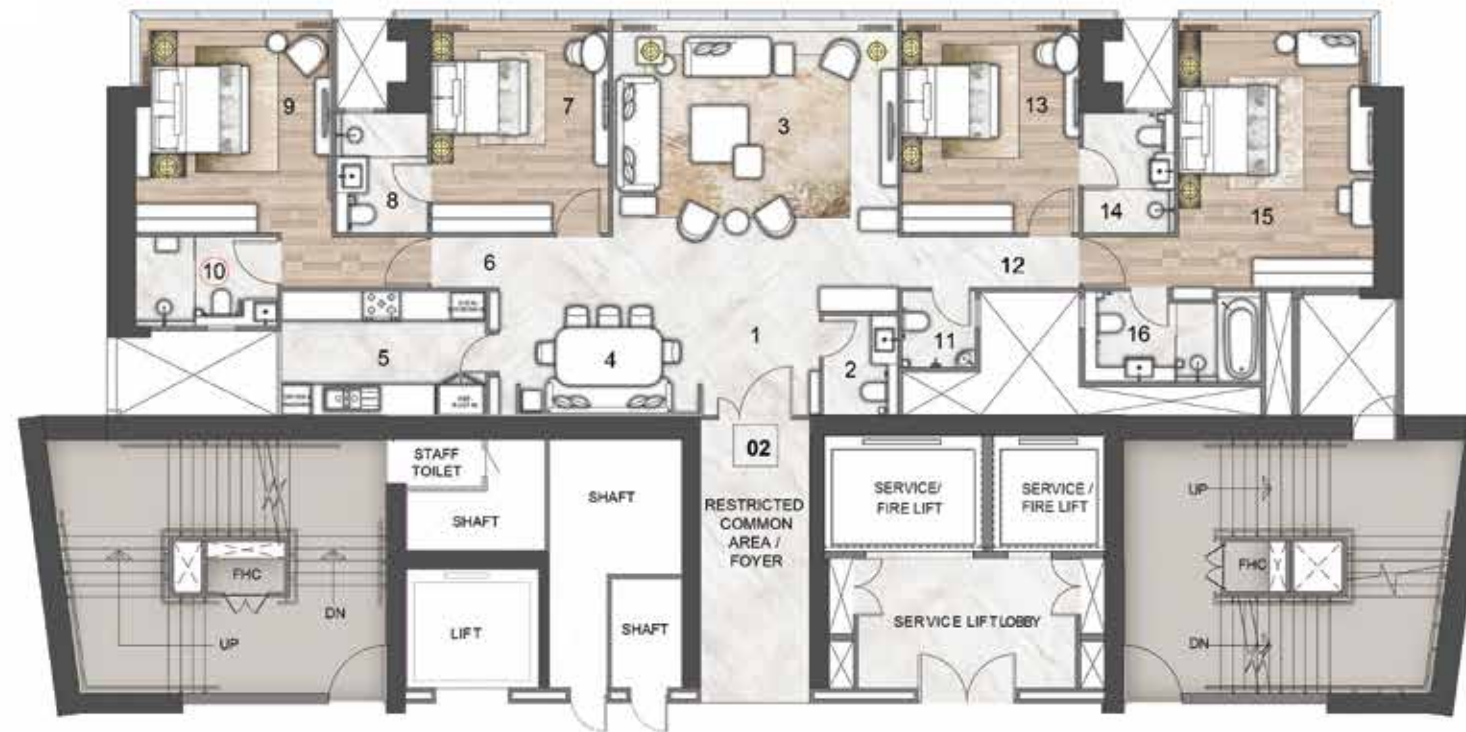 9
7
3
13
15
8
14
10
6
12
5
4
1
2
11
16
02
STAFF
TOILET
SHAFT
SHAFT
SHAFT
LIFT
RESTRICTED
COMMON
AREA /
FOYER
SERVICE/
FIRE LIFT
SERVICE /
FIRE LIFT
SERVICE LIFTLOBBY
FHC
DN
UP
UP
FHC
DN